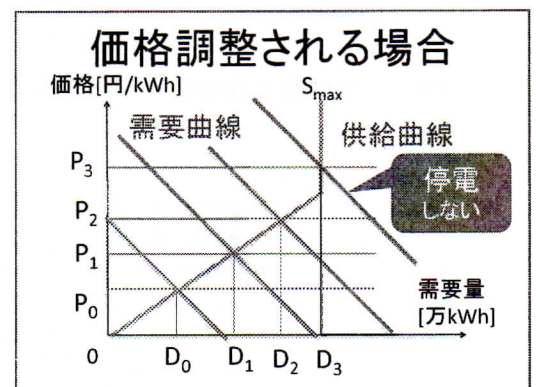 価格調整される場合
価格[円/kWh]
Smax
需要曲線
供給曲線
P3
停電
しない
P2
P1
P0
需要量
[万kWh]
0
D0
D1
D2
D3